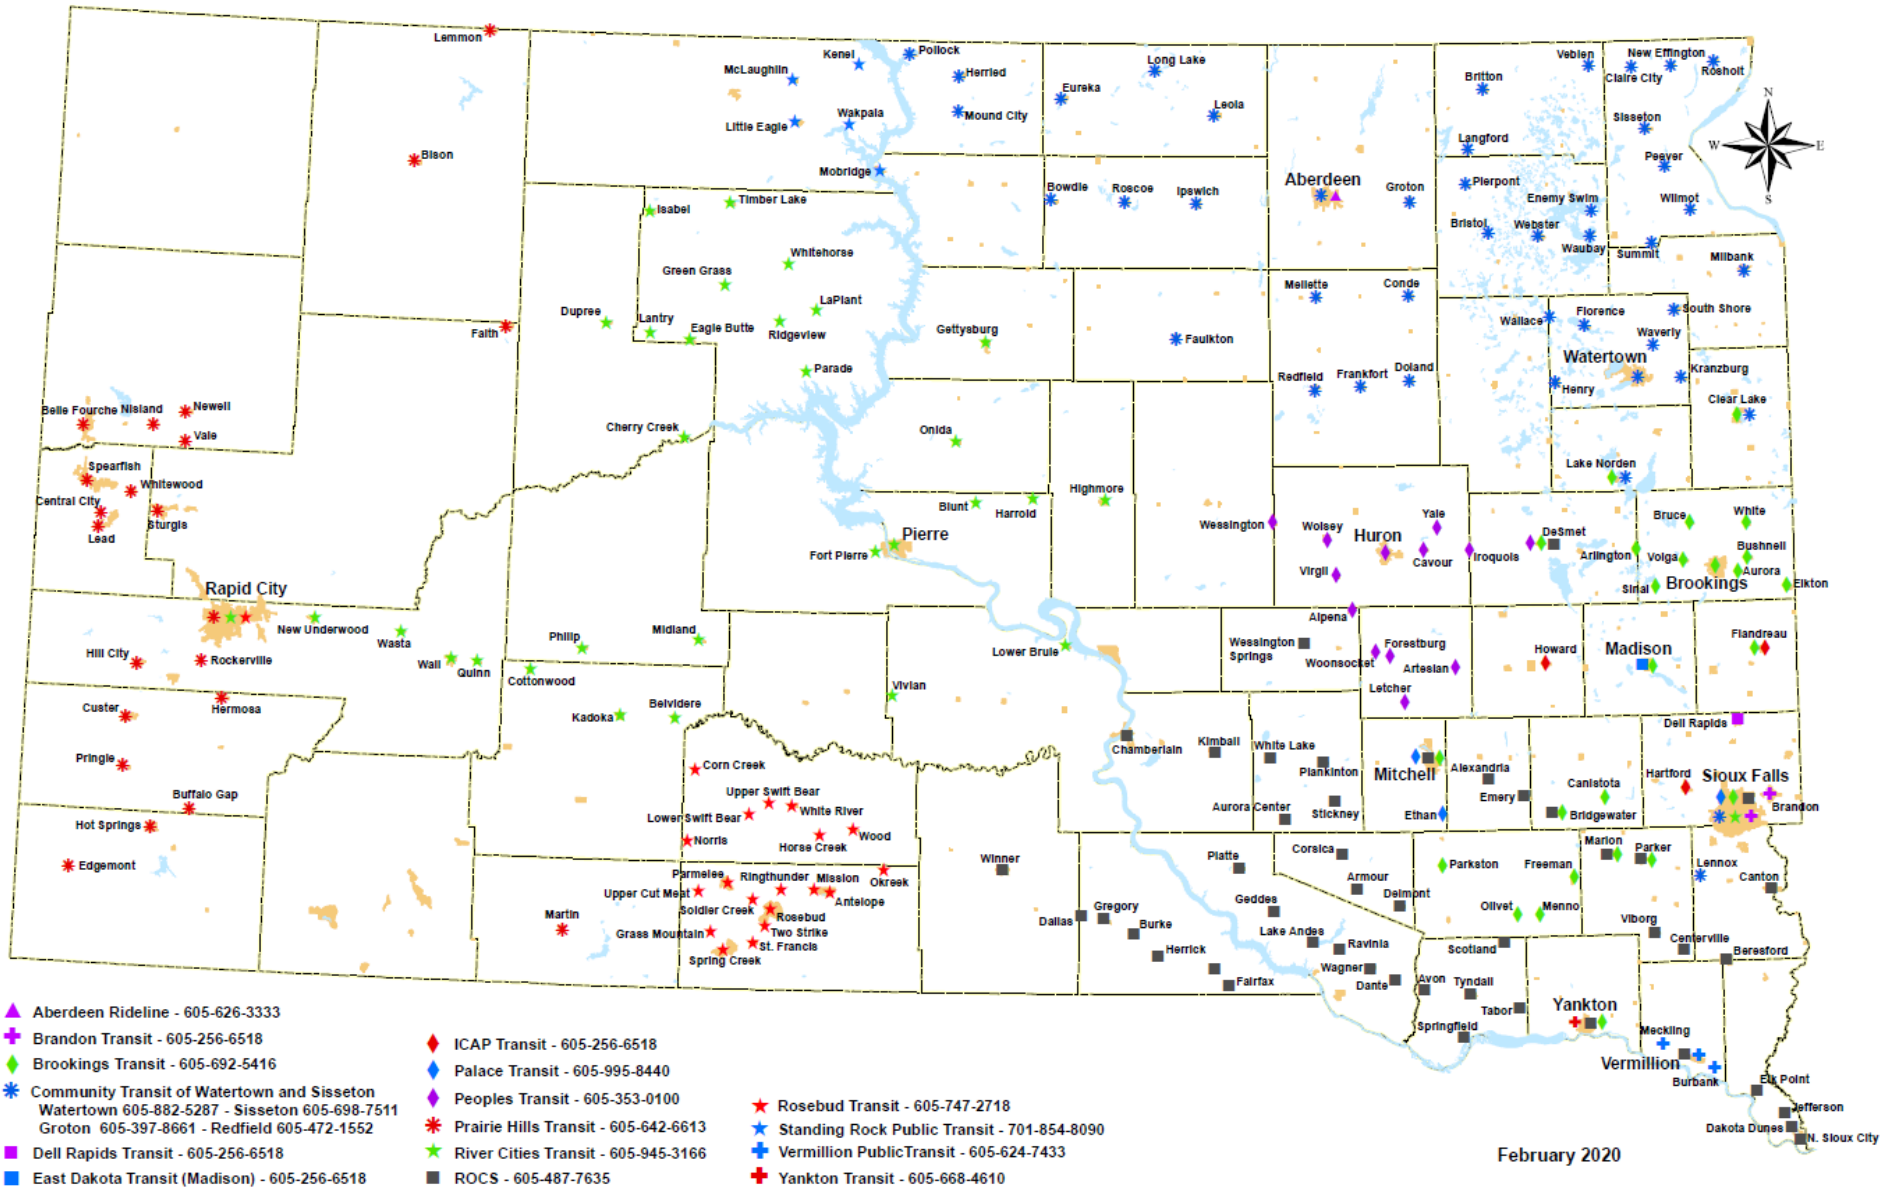 Lemmon
Kenel
Pollock
McLaughlin
Herried
Long Lake
Eureka
Britton
Veblen
New Effington
Claire City
Rosholt
Little Eagle
Wakpala
Mound City
Leola
Sisseton
N
W
E
S
Bison
Mobridge
Langford
Peever
Isabel
Timber Lake
Bowdle
Roscoe
Ipswich
Aberdeen
Groton
Pierpont
Enemy Swim
Wilmot
Bristol
Webster
Waubay
Summit
Whitehorse
Green Grass
Milbank
LaPlant
Mellette
Conde
Dupree
Lantry
Eagle Butte
Ridgeview
Gettysburg
Faulkton
Wallace
Florence
South Shore
Waverly
Faith
Watertown
Parade
Redfield
Frankfort
Doland
Henry
Kranzburg
Clear Lake
Belle Fourche
Nisland
Newell
Vale
Cherry Creek
Onida
Spearfish
Whitewood
Central City
Sturgis
Lead
Lake Norden
Blunt
Harrold
Highmore
Wessington
Wolsey
Huron
Yale
Cavour
Iroquois
DeSmet
Bruce
White
Arlington
Volga
Bushnell
Aurora
Fort Pierre
Pierre
Virgil
Sinai
Brookings
Elkton
Rapid City
New Underwood
Wasta
Philip
Midland
Lower Brule
Alpena
Wessington
Springs
Forestburg
Woonsocket
Artesian
Howard
Madison
Flandreau
Hill City
Rockerville
Wall
Quinn
Cottonwood
Letcher
Custer
Hermosa
Kadoka
Belvidere
Vivian
Dell Rapids
Chamberlain
Kimball
White Lake
Plankinton
Mitchell
Alexandria
Canistota
Hartford
Sioux Falls
Pringle
Corn Creek
Buffalo Gap
Upper Swift Bear
Lower Swift Bear
White River
Aurora Center
Stickney
Ethan
Emery
Bridgewater
Brandon
Hot Springs
Norris
Horse Creek
Wood
Winner
Platte
Corsica
Marion
Parker
Edgemont
Parmelee
Ringthunder
Mission
Okreek
Armour
Parkston
Freeman
Lennox
Canton
Upper Cut Meat
Antelope
Soldier Creek
Geddes
Delmont
Martin
Rosebud
Dallas
Gregory
Olivet
Menno
Grass Mountain
Two Strike
St. Francis
Spring Creek
Burke
Herrick
Lake Andes
Ravinia
Scotland
Viborg
Centerville
Beresford
Fairfax
Wagner
Dante
Avon
Tyndall
Tabor
Yankton
Springfield
Meckling
Vermillion
Burbank
Elk Point
Jefferson
Dakota Dunes
N. Sioux City
Aberdeen Rideline - 605-626-3333
Brandon Transit - 605-256-6518
Brookings Transit - 605-692-5416
Community Transit of Watertown and Sisseton
Watertown 605-882-5287 - Sisseton 605-698-7511
Groton 605-397-8661 - Redfield 605-472-1552
Dell Rapids Transit - 605-256-6518
East Dakota Transit (Madison) - 605-256-6518
ICAP Transit - 605-256-6518
Palace Transit - 605-995-8440
Peoples Transit - 605-353-0100
Prairie Hills Transit - 605-642-6613
River Cities Transit - 605-945-3166
ROCS - 605-487-7635
Rosebud Transit - 605-747-2718
Standing Rock Public Transit - 701-854-8090
Vermillion PublicTransit - 605-624-7433
Yankton Transit - 605-668-4610
February 2020